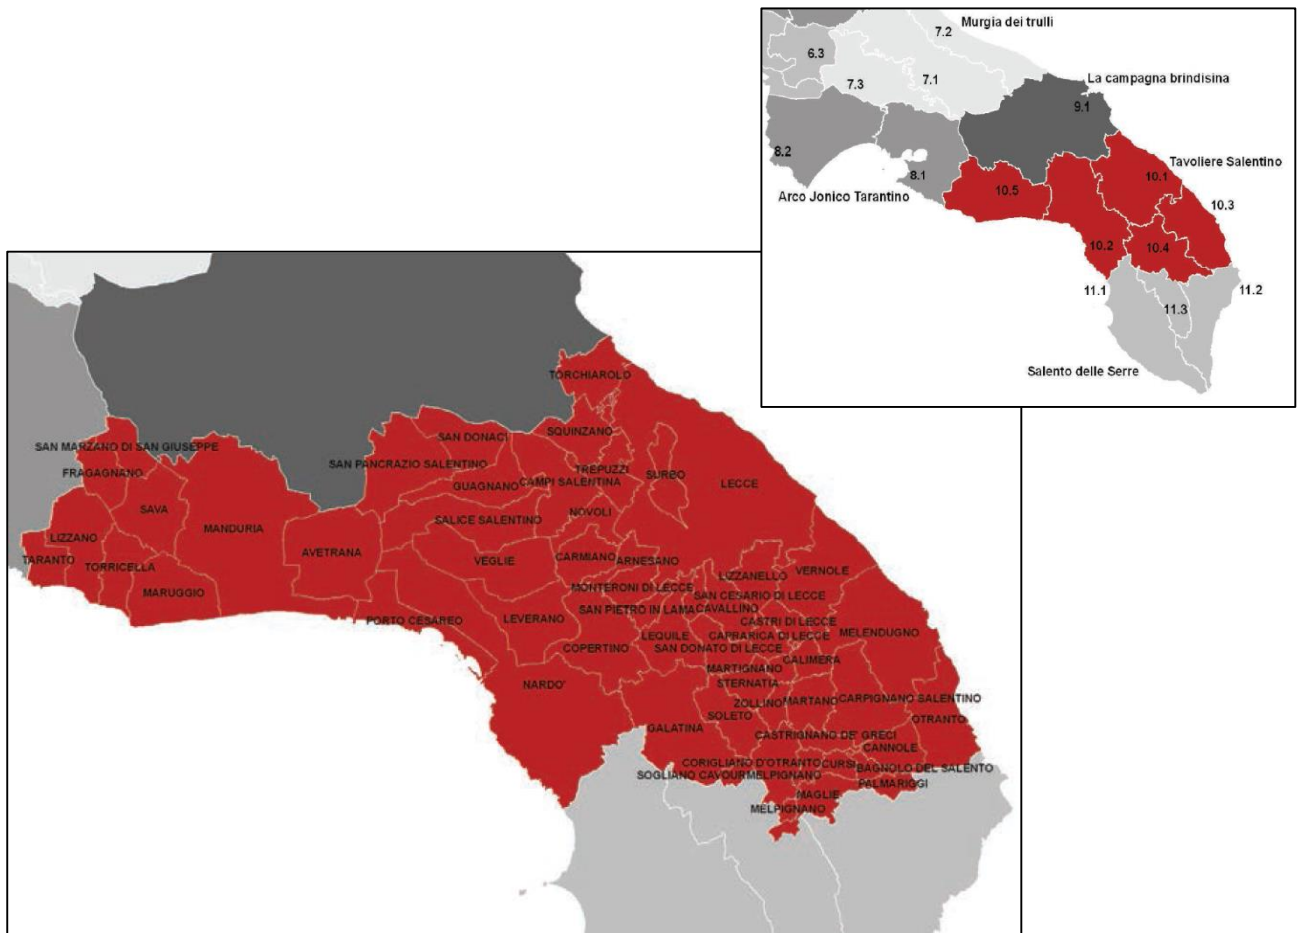 Murgia dei trulli
7.2
6.3
7.1
7.3
La campagna brindisina
9.1
8.2
Tavoliere Salentino
8.1
10.1
Arco Jonico Tarantino
10.5
10.3
10.2
10.4
11.1
11.2
11.3
Salento delle Serre
TORCHIAROLO
SQUINZANO
SAN DONACI
SAN MARZANO DI SAN GIUSEPPE
SAN PANCRAZIO SALENTINO
FRAGAGNANO
TREPUZZI
SURBO
GUAGNANO
CAMPI SALENTINA
LECCE
SAVA
NOVOLI
SALICE SALENTINO
MANDURIA
LIZZANO
AVETRANA
TARANTO
VEGLIE
CARMIANO
ARNESANO
TORRICELLA
LIZZANELLO
VERNOLE
MARUGGIO
MONTERONI DI LECCE
SAN CESARIO DI LECCE
SAN PIETRO IN LAMA
CAVALLINO
PORTO CESAREO
LEVERANO
CASTRI DI LECCE
LEQUILE
CAPRARICA DI LECCE
MELENDUGNO
COPERTINO
SAN DONATO DI LECCE
CALIMERA
MARTIGNANO
NARDO'
STERNATIA
ZOLLINO
MARTANO
CARPIGNANO SALENTINO
SOLETO
OTRANTO
GALATINA
CASTRIGNANO DE' GRECI
CANNOLE
CORIGLIANO D'OTRANTO
CURSI
BAGNOLO DEL SALENTO
SOGLIANO CAVOUR
MELPIGNANO
PALMARIGGI
MAGLIE
MELPIGNANO